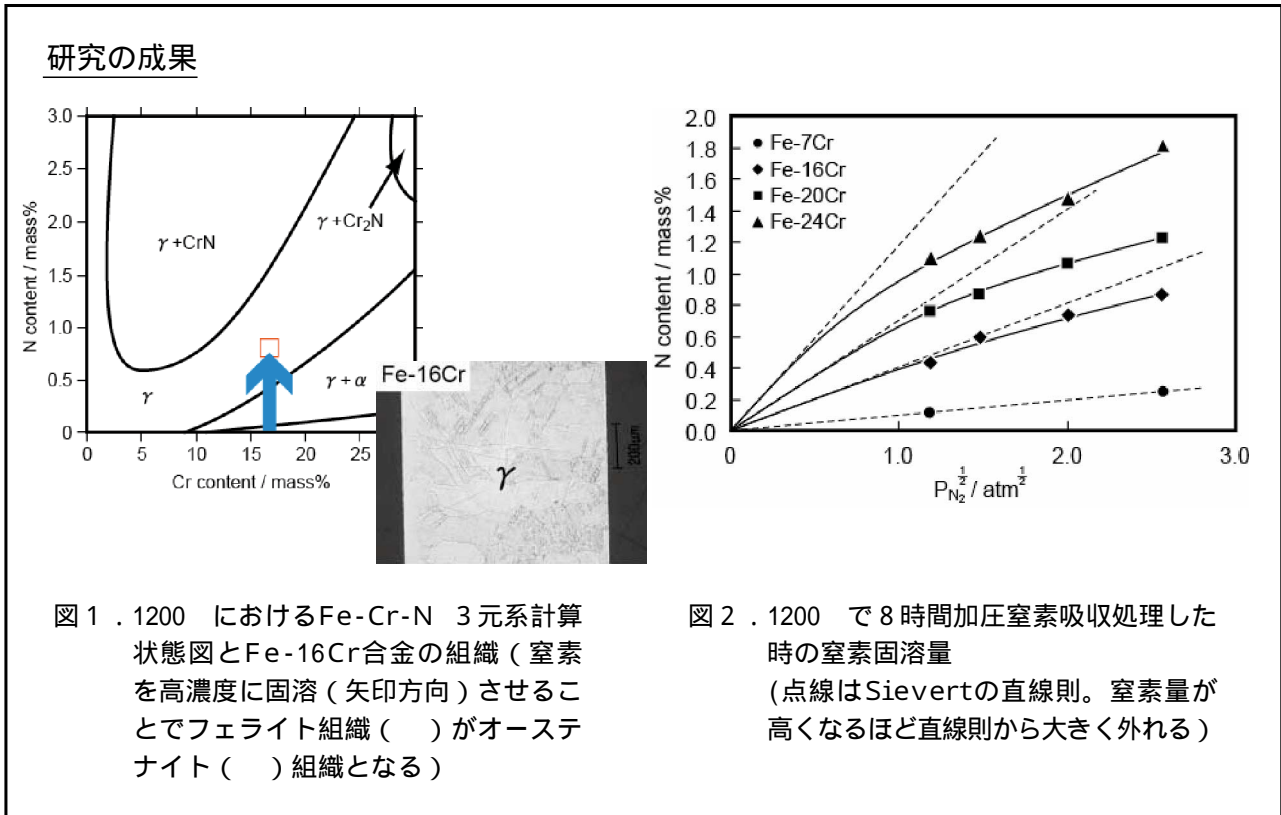 研究の成果
3.0
2.5
2.0
1.5
1.0
0.5
0
N content / mass%
0 5 10 15 20 25
Cr content / mass%
γ+CrN
γ+Cr₂N
γ
γ+α
Fe-16Cr
γ
200μm
2.0
1.8
1.6
1.4
1.2
1.0
0.8
0.6
0.4
0.2
0.0
N content / mass%
● Fe-7Cr
◆ Fe-16Cr
■ Fe-20Cr
▲ Fe-24Cr
0 1.0 2.0 3.0
P_N₂^½ / atm^½
図1.1200 におけるFe-Cr-N 3元系計算
状態図とFe-16Cr合金の組織(窒素
を高濃度に固溶(矢印方向)させるこ
とでフェライト組織( )がオーステ
ナイト( )組織となる)
図2.1200 で8時間加圧窒素吸収処理した
時の窒素固溶量
(点線はSievertの直線則。窒素量が
高くなるほど直線則から大きく外れる)